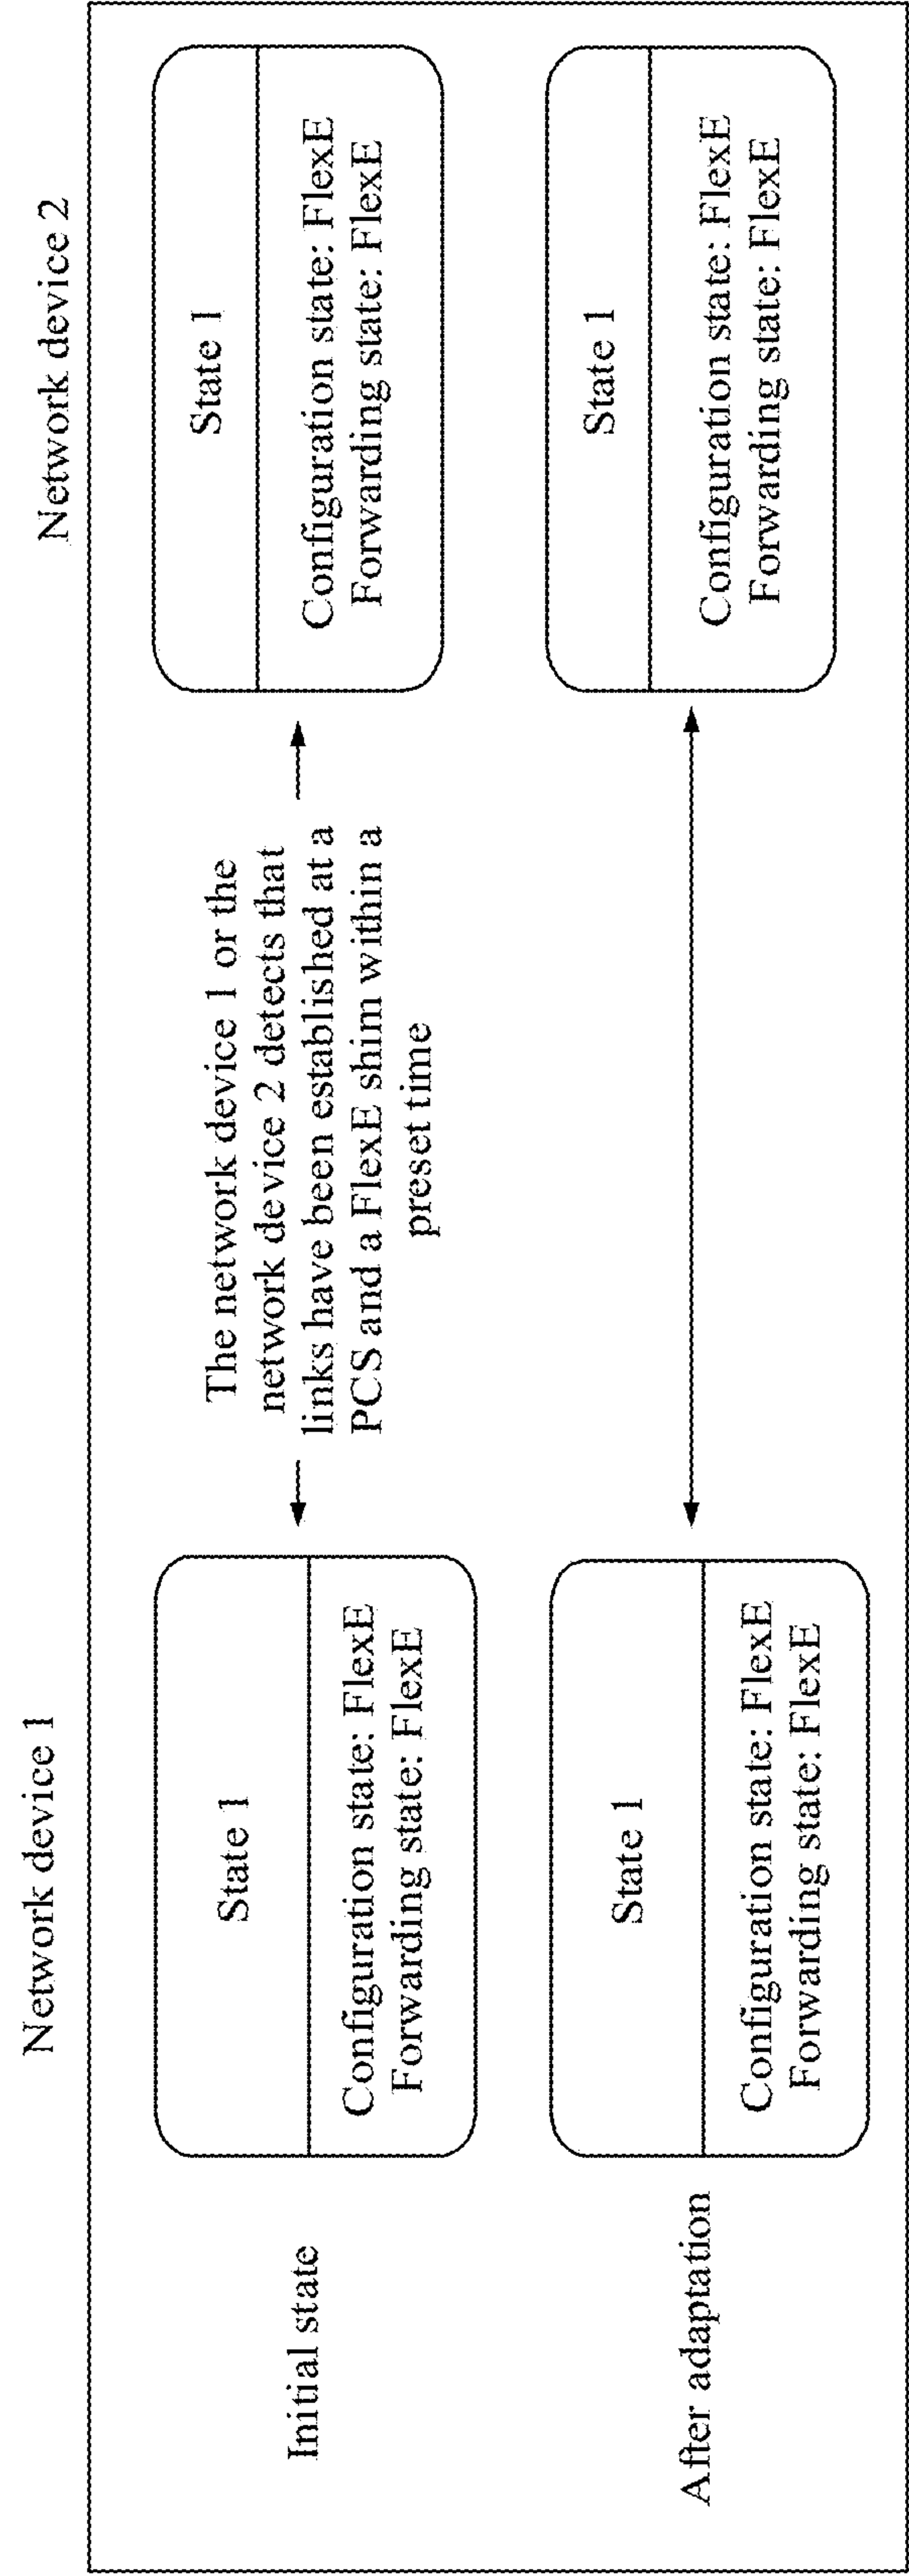 Network device 1
Network device 2
Initial state
State 1
Configuration state: FlexE
Forwarding state: FlexE
The network device 1 or the
network device 2 detects that
links have been established at a
PCS and a FlexE shim within a
preset time
State 1
Configuration state: FlexE
Forwarding state: FlexE
After adaptation
State 1
Configuration state: FlexE
Forwarding state: FlexE
State 1
Configuration state: FlexE
Forwarding state: FlexE